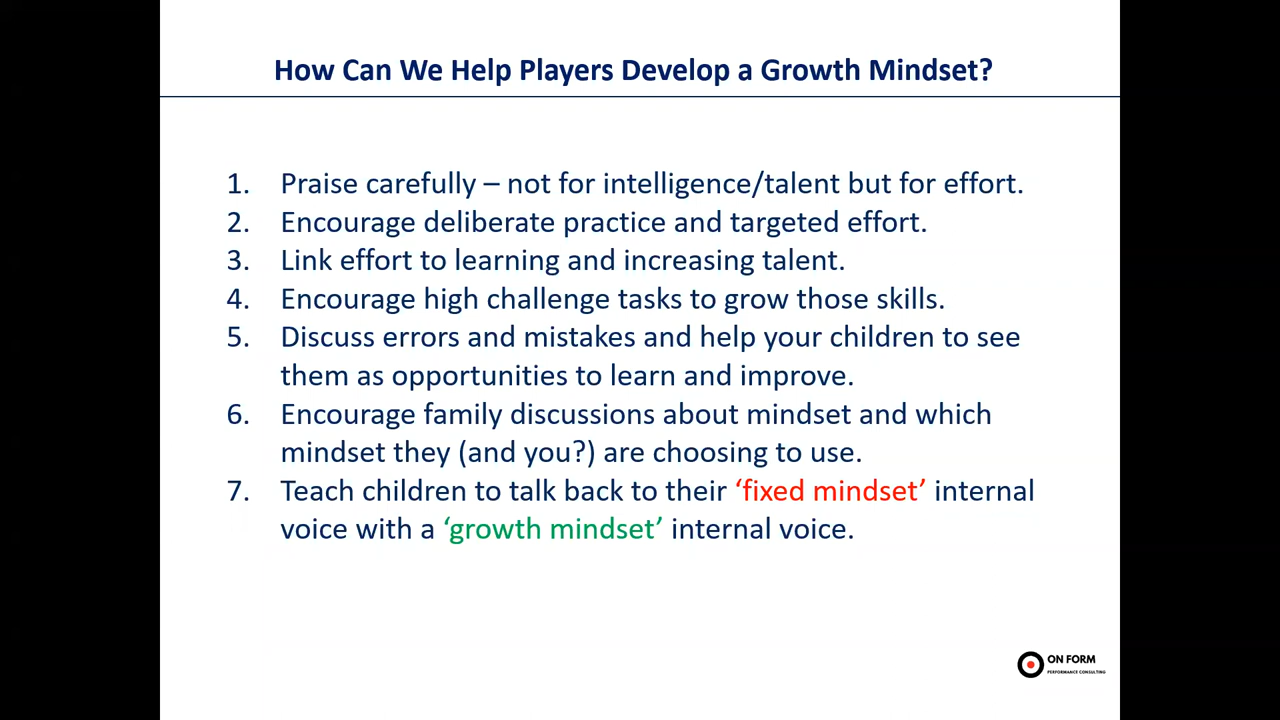 How Can We Help Players Develop a Growth Mindset?
1. Praise carefully – not for intelligence/talent but for effort.
2. Encourage deliberate practice and targeted effort.
3. Link effort to learning and increasing talent.
4. Encourage high challenge tasks to grow those skills.
5. Discuss errors and mistakes and help your children to see
them as opportunities to learn and improve.
6. Encourage family discussions about mindset and which
mindset they (and you?) are choosing to use.
7. Teach children to talk back to their ‘fixed mindset’ internal
voice with a ‘growth mindset’ internal voice.
ON FORM
PERFORMANCE CONSULTING